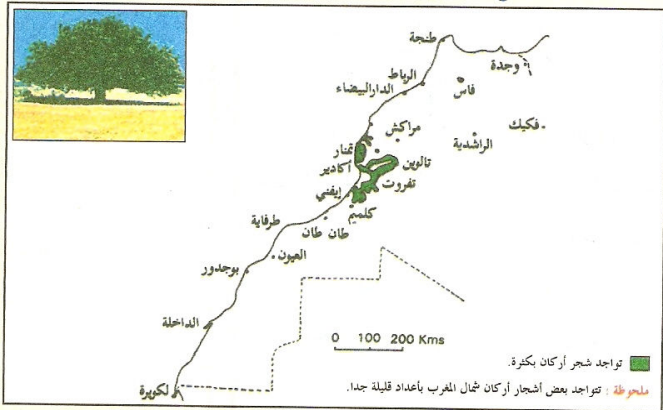 طنجة
وجدة
الرباط
الدارالبيضاء
فاس
فكيك
مراكش
الراشدية
تمنار
أكادير
تالوين
تفروت
إيفني
كلميم
طان طان
طرفاية
العيون
بوجدور
الداخلة
0 100 200 Kms
تواجد شجر أركان بكثرة.
لكويرة
ملحوظة : تتواجد بعض أشجار أركان شمال المغرب بأعداد قليلة جدا.